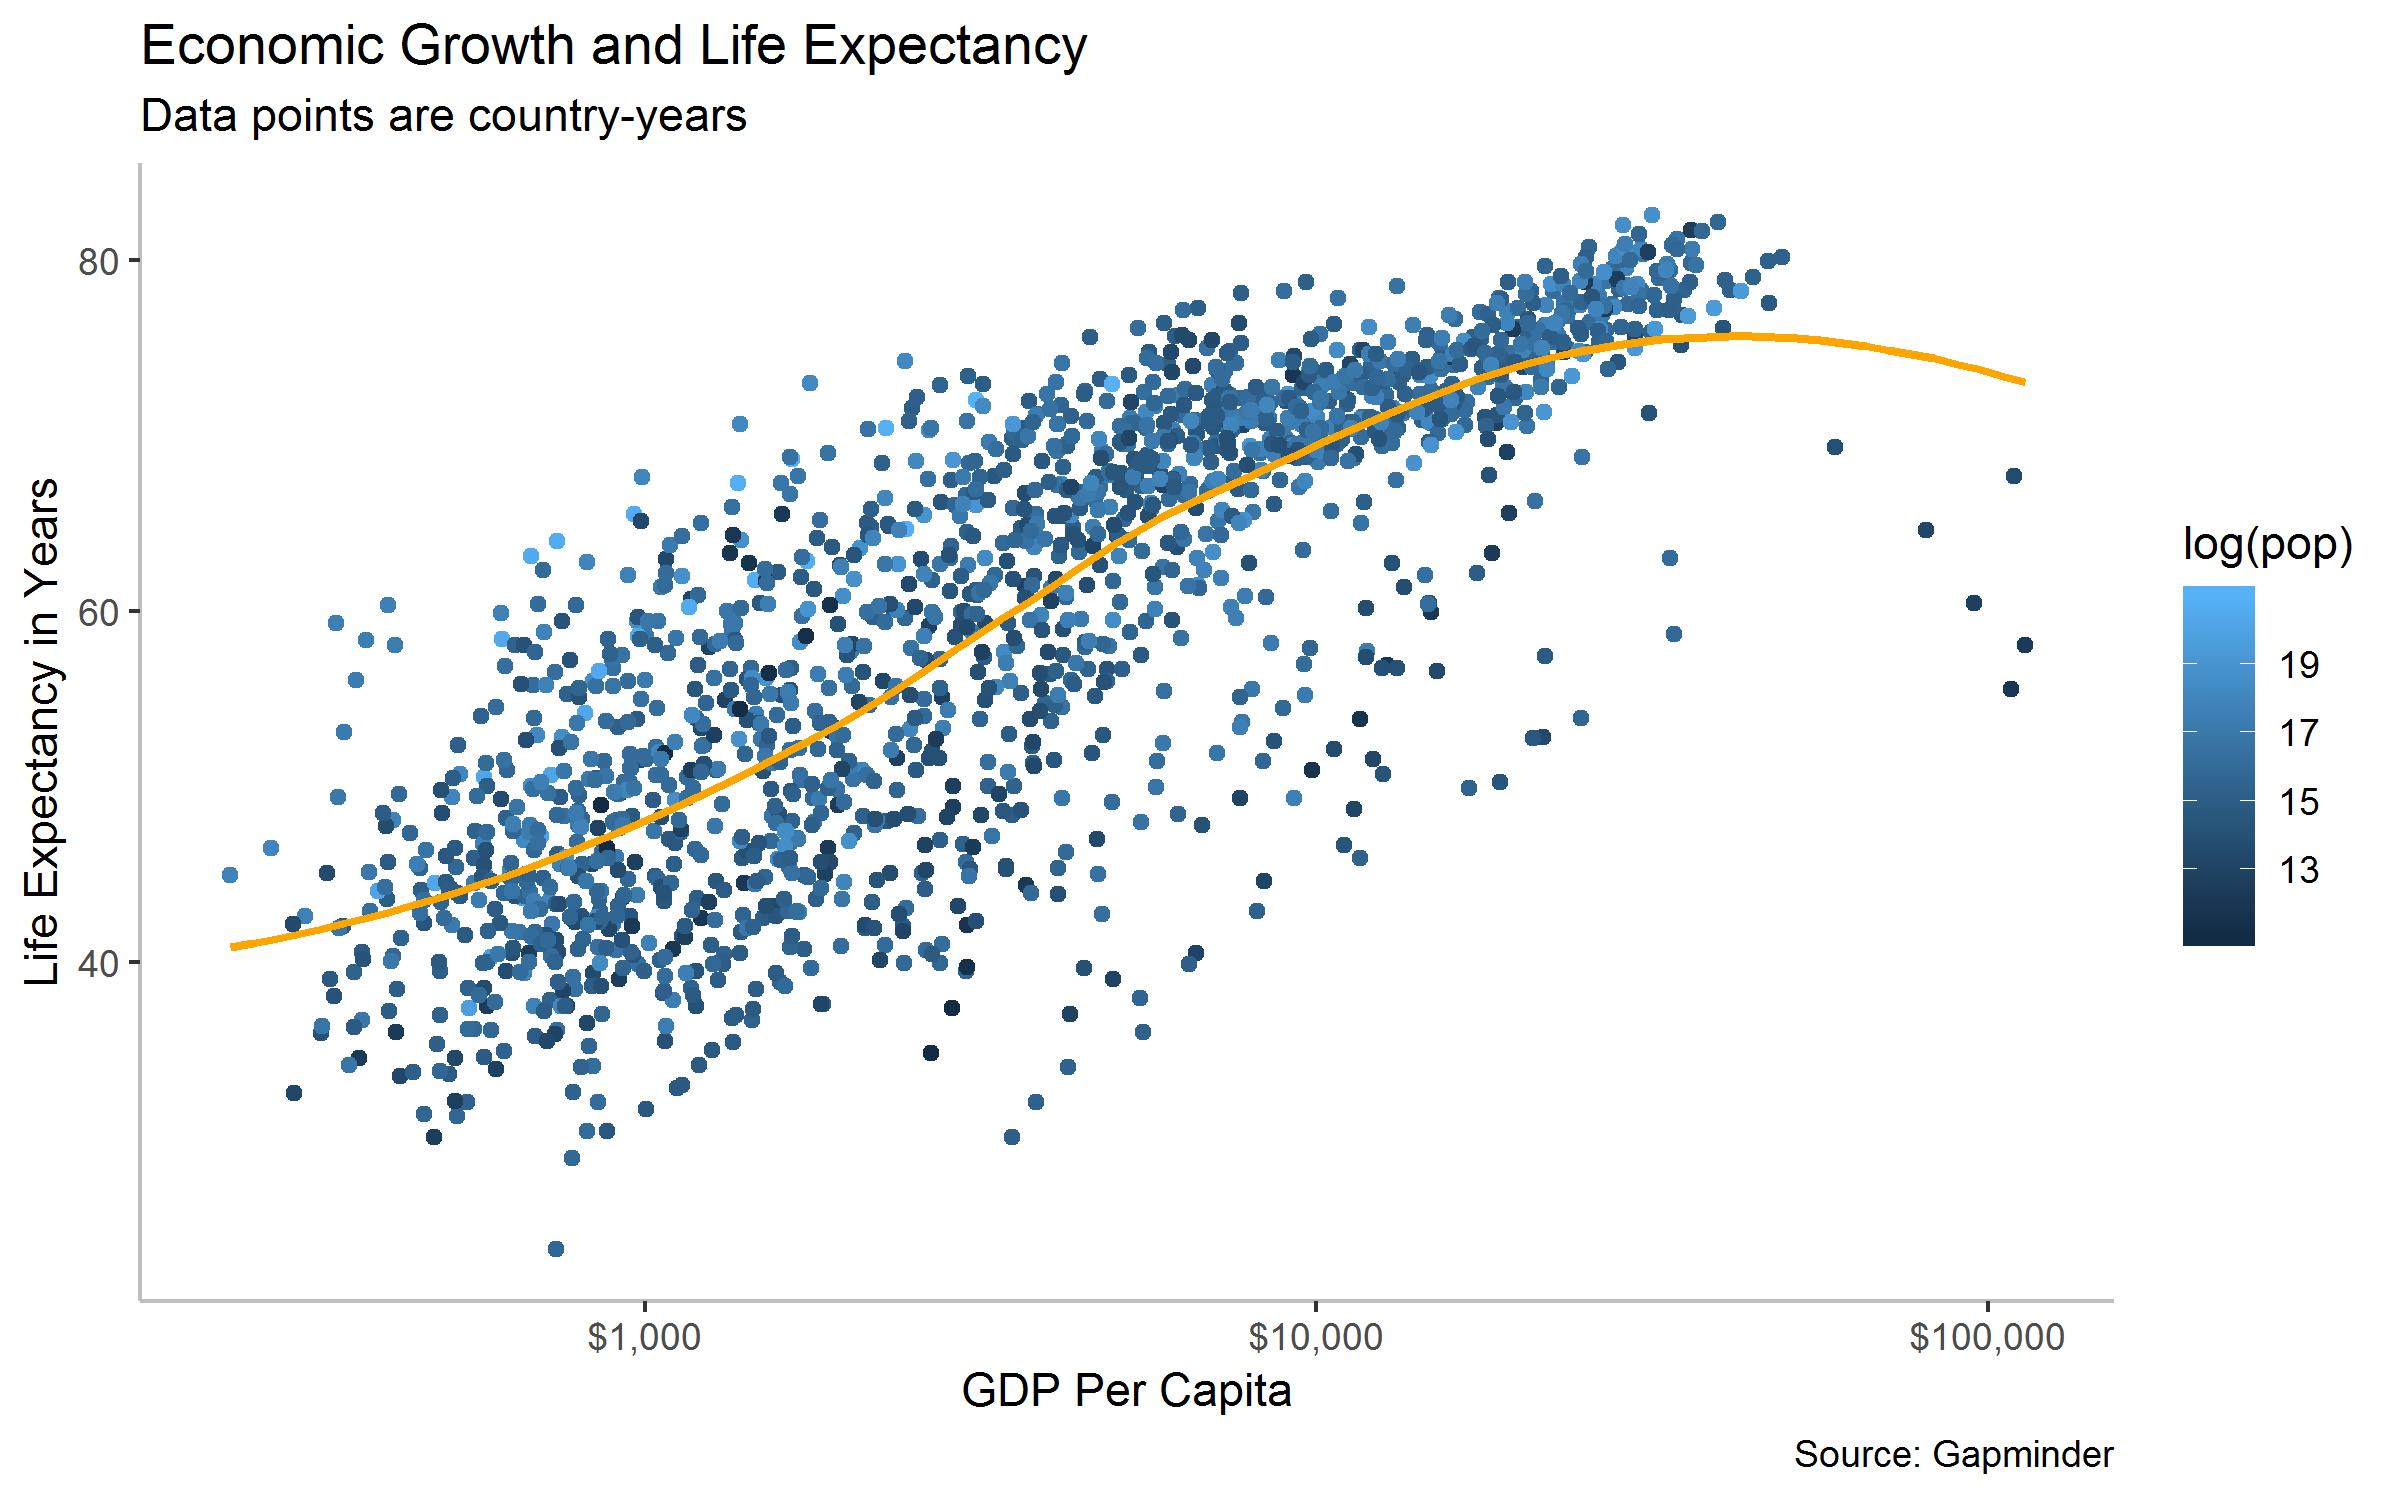 Economic Growth and Life Expectancy
Data points are country-years
Life Expectancy in Years
80
60
40
$1,000
$10,000
$100,000
GDP Per Capita
log(pop)
19
17
15
13
Source: Gapminder